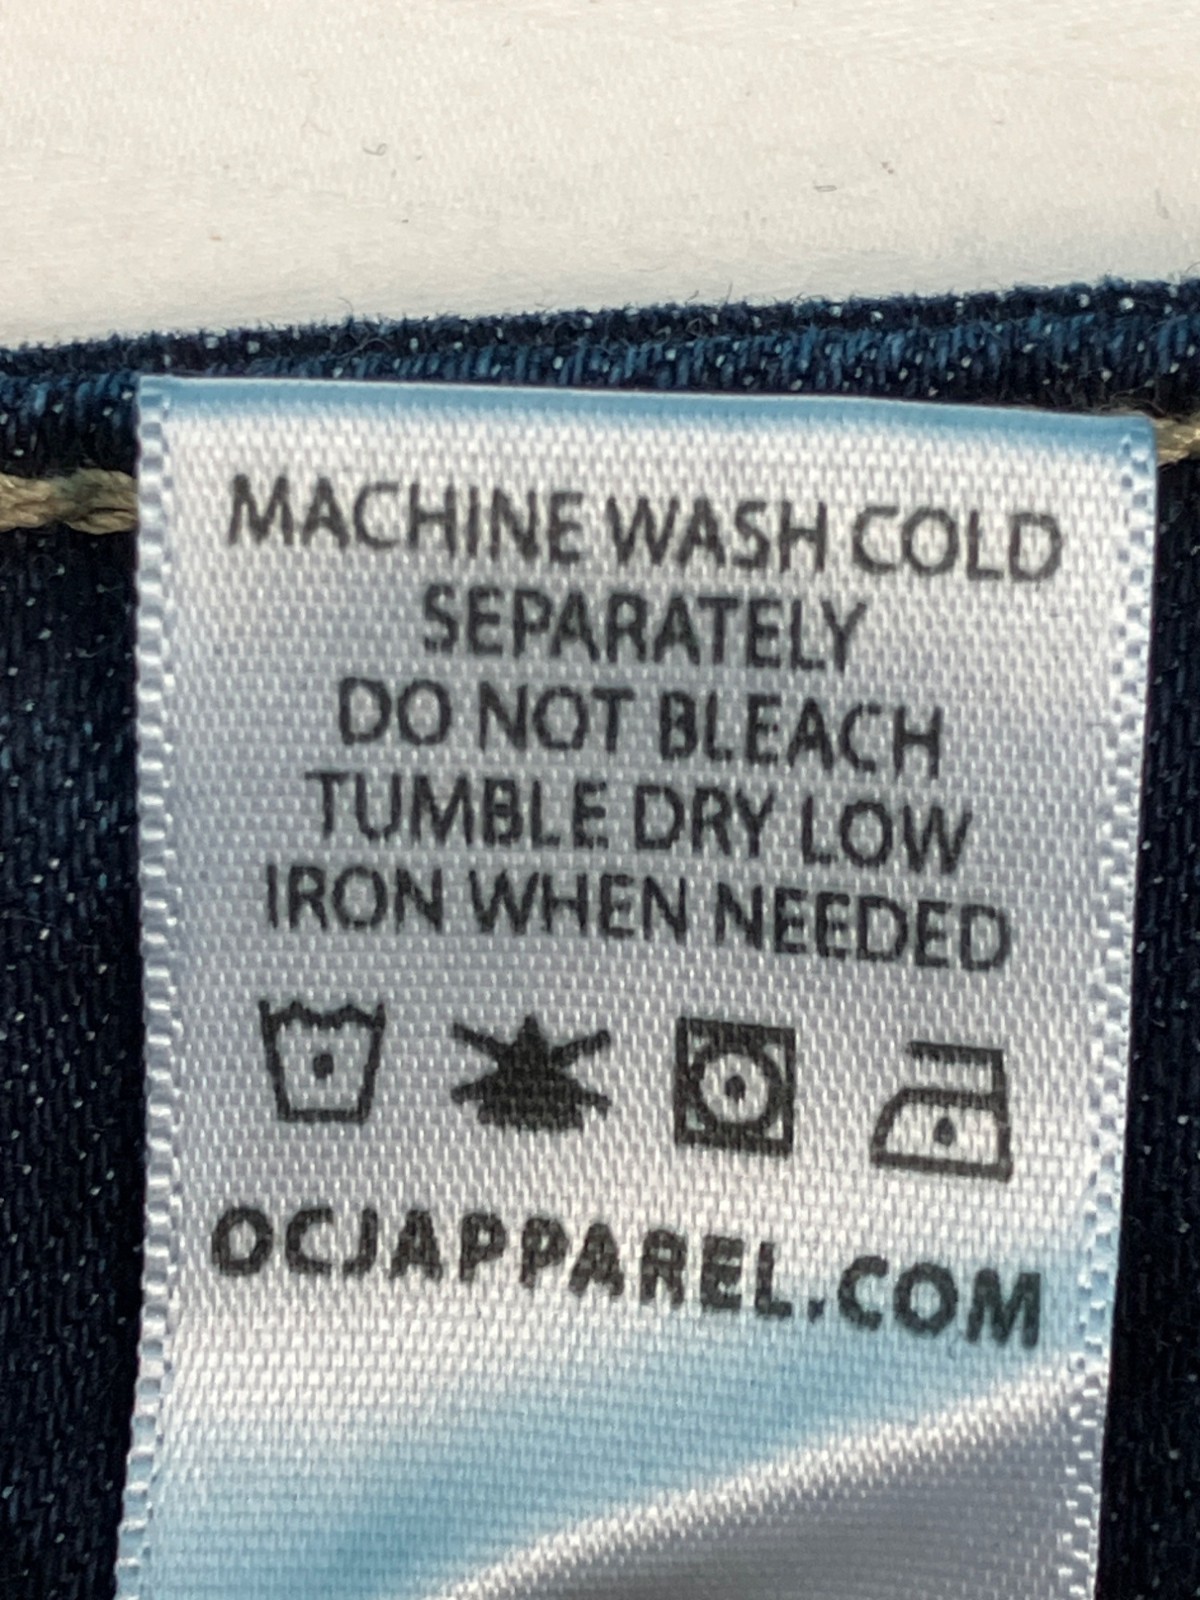 MACHINE WASH COLD
SEPARATELY
DO NOT BLEACH
TUMBLE DRY LOW
IRON WHEN NEEDED
OCJAPPAREL.COM